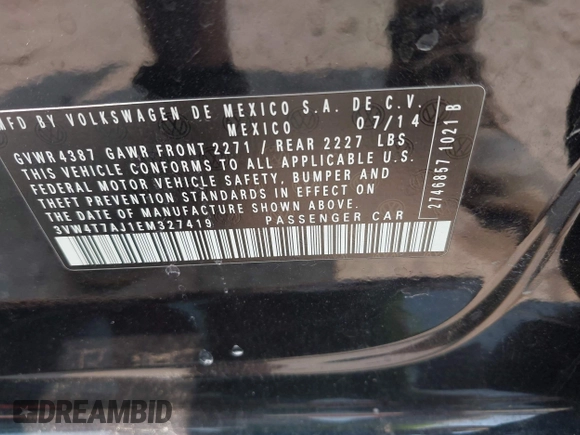 MFD BY VOLKSWAGEN DE MEXICO S.A. DE C.V.
MEXICO 07/14
GVWR 4387 GAWR FRONT 2271 / REAR 2227 LBS
THIS VEHICLE CONFORMS TO ALL APPLICABLE U.S.
FEDERAL MOTOR VEHICLE SAFETY, BUMPER AND
THEFT PREVENTION STANDARDS IN EFFECT ON
THE DATE OF MANUFACTURE SHOWN ABOVE.
3VW4T7AJ1EM327419 PASSENGER CAR
2746857 1021 B
DREAMBID